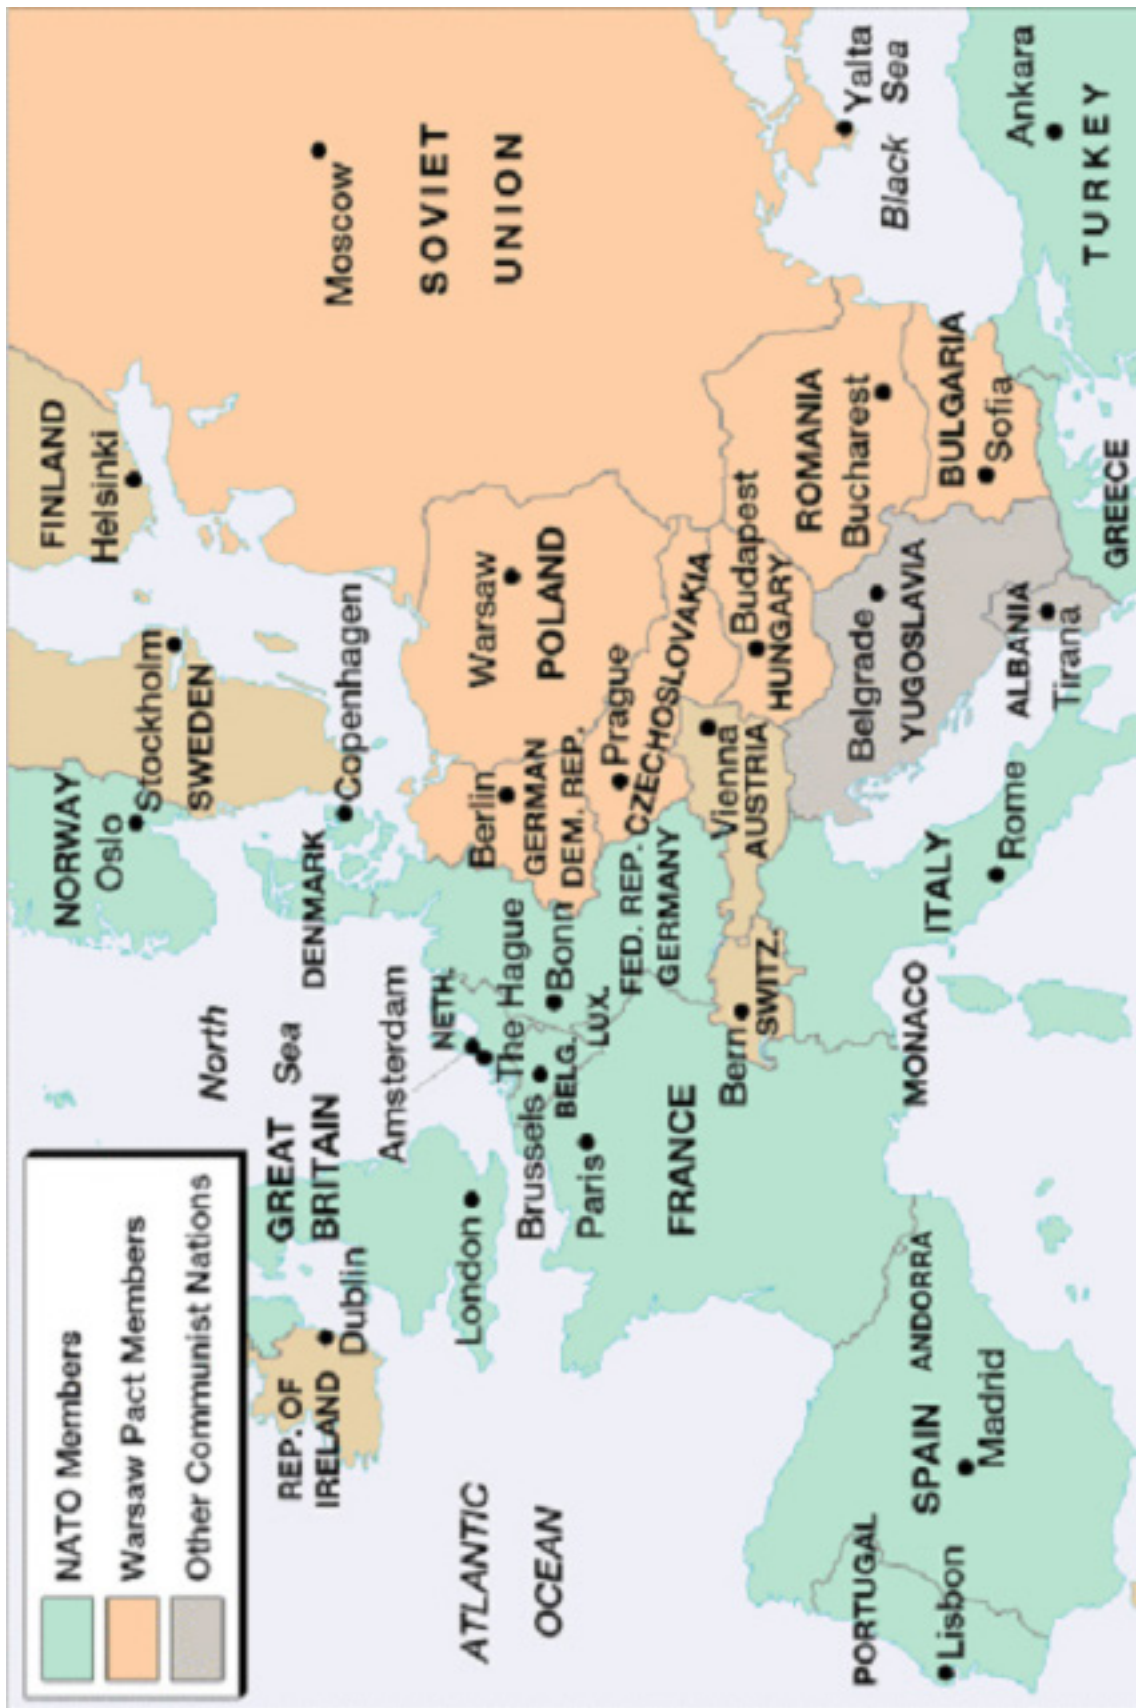 NATO Members
Warsaw Pact Members
Other Communist Nations
NORWAY
Oslo
Stockholm
SWEDEN
FINLAND
Helsinki
North
Sea
DENMARK
Copenhagen
Moscow
SOVIET
UNION
REP. OF
IRELAND
Dublin
GREAT
BRITAIN
London
Amsterdam
NETH.
The Hague
Brussels
BELG.
Bonn
LUX.
Berlin
GERMAN
DEM. REP.
FED. REP.
GERMANY
Warsaw
POLAND
Prague
CZECHOSLOVAKIA
ATLANTIC
OCEAN
Paris
FRANCE
Bern
SWITZ.
Vienna
AUSTRIA
Budapest
HUNGARY
ROMANIA
Bucharest
Yalta
Black Sea
PORTUGAL
Lisbon
SPAIN
Madrid
ANDORRA
MONACO
ITALY
Rome
Belgrade
YUGOSLAVIA
ALBANIA
Tirana
BULGARIA
Sofia
GREECE
Ankara
TURKEY